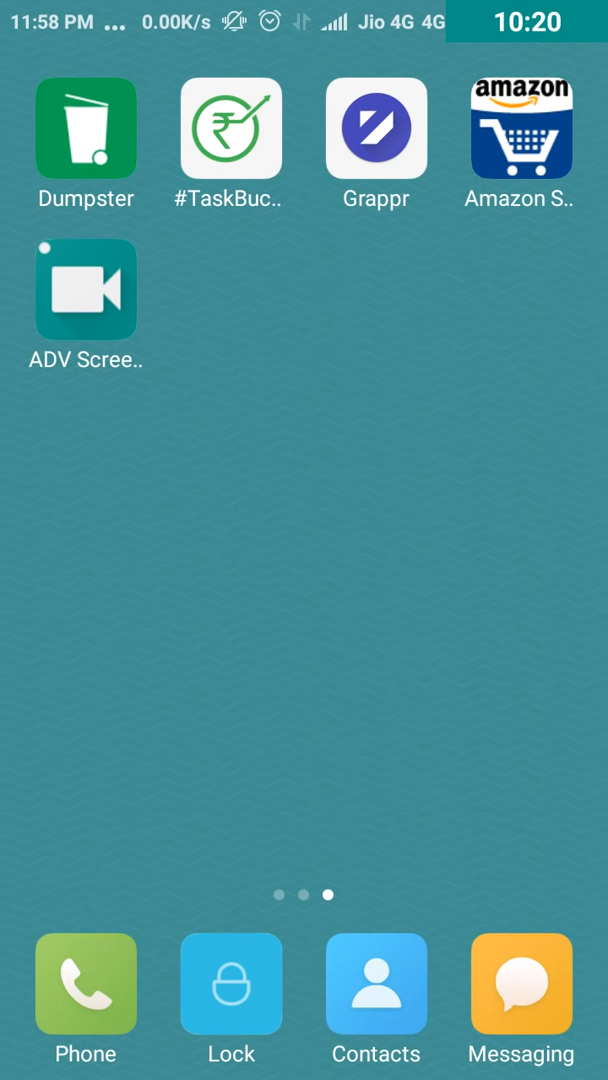 11:58 PM ... 0.00K/s Jio 4G 4G 10:20
amazon
Dumpster #TaskBuc.. Grappr Amazon S..
ADV Scree..
Phone Lock Contacts Messaging